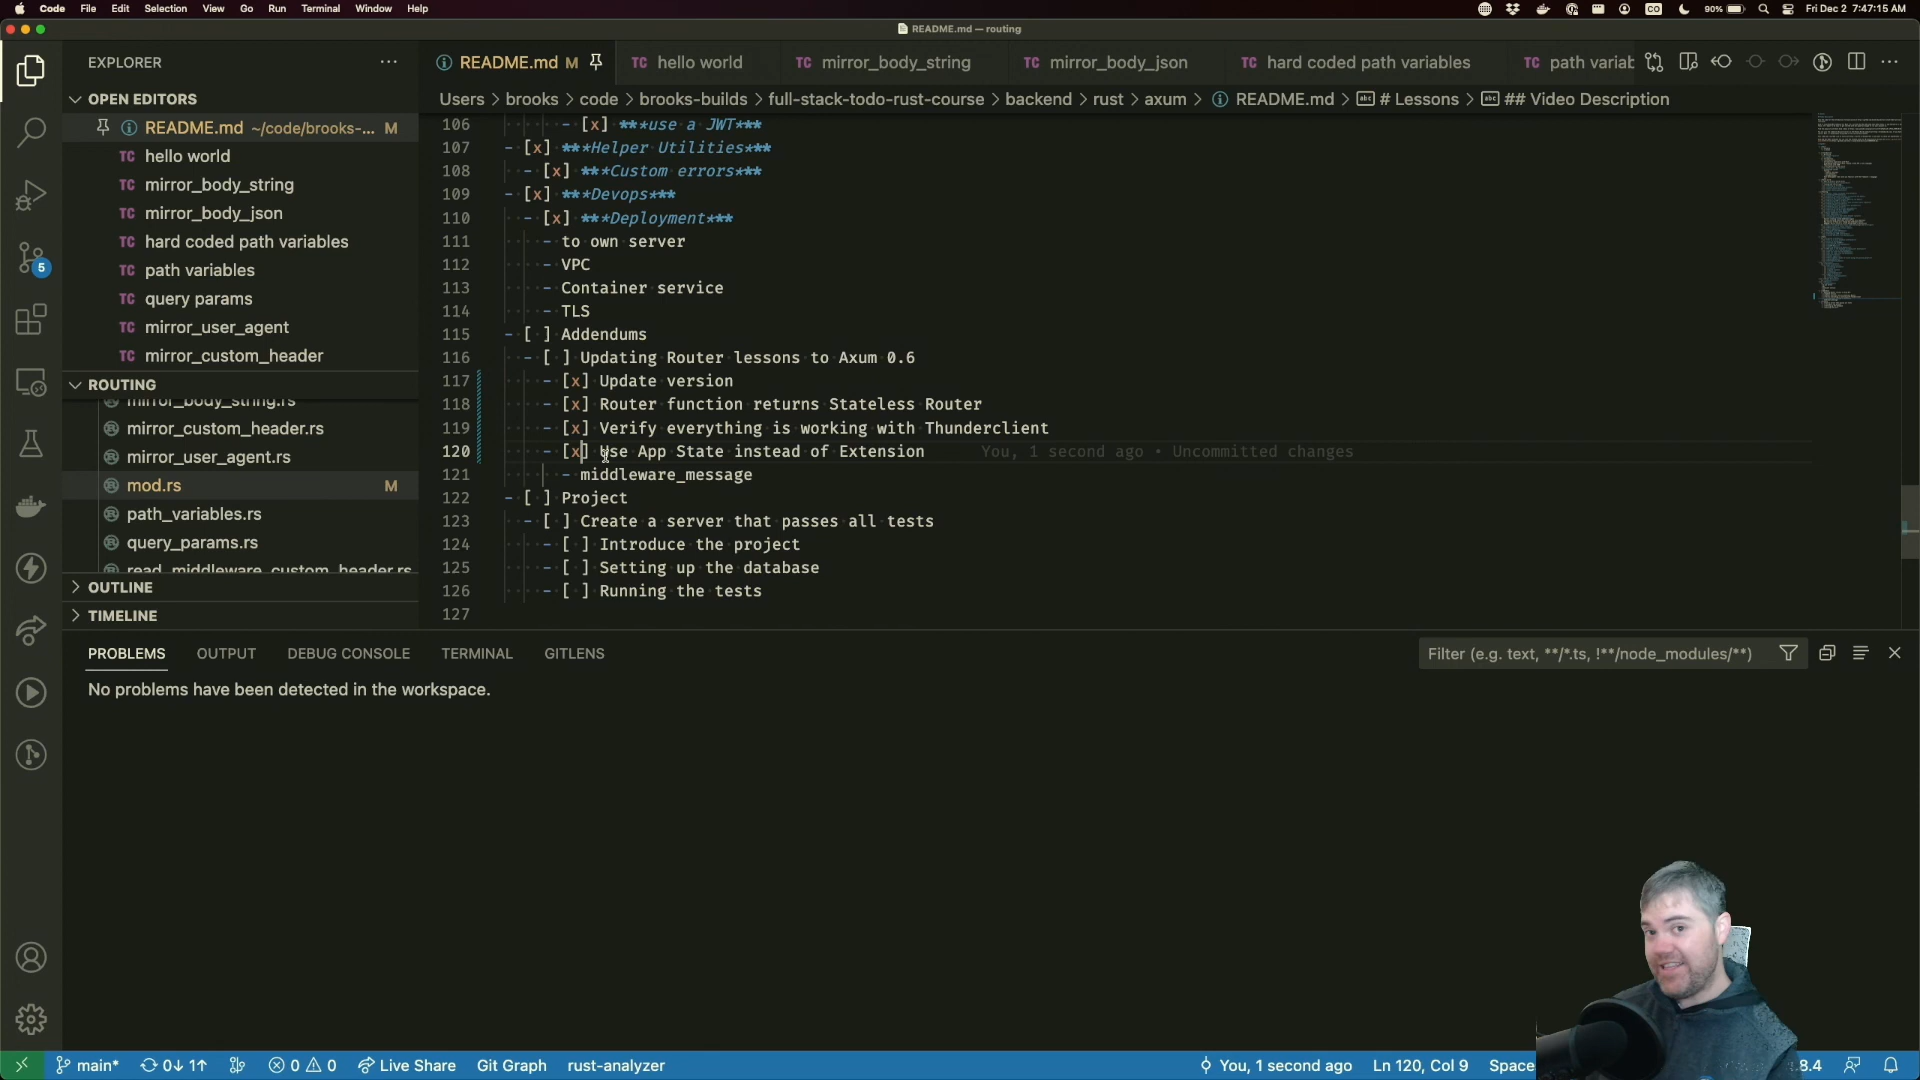 Code File Edit Selection View Go Run Terminal Window Help 90% Fri Dec 2 7:47:15 AM
README.md — routing
EXPLORER
README.md M
hello world
mirror_body_string
mirror_body_json
hard coded path variables
path variab
OPEN EDITORS
Users > brooks > code > brooks-builds > full-stack-todo-rust-course > backend > rust > axum > README.md > # Lessons > ## Video Description
README.md ~/code/brooks-... M
hello world
mirror_body_string
mirror_body_json
hard coded path variables
path variables
query params
mirror_user_agent
mirror_custom_header
ROUTING
mirror_body_string.rs
mirror_custom_header.rs
mirror_user_agent.rs
mod.rs M
path_variables.rs
query_params.rs
read_middleware_custom_header.rs
OUTLINE
TIMELINE
106 - [x] ***use a JWT***
107 - [x] ***Helper Utilities***
108 - [x] ***Custom errors***
109 - [x] ***Devops***
110 - [x] ***Deployment***
111 - to own server
112 - VPC
113 - Container service
114 - TLS
115 - [ ] Addendums
116 - [ ] Updating Router lessons to Axum 0.6
117 - [x] Update version
118 - [x] Router function returns Stateless Router
119 - [x] Verify everything is working with Thunderclient
120 - [x] Use App State instead of Extension You, 1 second ago • Uncommitted changes
121 - middleware_message
122 - [ ] Project
123 - [ ] Create a server that passes all tests
124 - [ ] Introduce the project
125 - [ ] Setting up the database
126 - [ ] Running the tests
127
PROBLEMS OUTPUT DEBUG CONSOLE TERMINAL GITLENS
Filter (e.g. text, **/*.ts, !**/node_modules/**)
No problems have been detected in the workspace.
5
main* 0↓ 1↑ 0 0 Live Share Git Graph rust-analyzer You, 1 second ago Ln 120, Col 9 Space .8.4